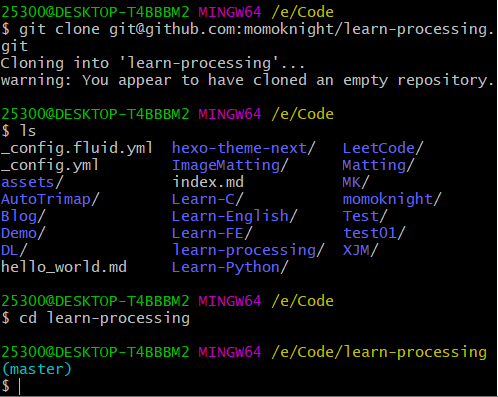 25300@DESKTOP-T4BBBM2 MINGW64 /e/Code
$ git clone git@github.com:momoknight/learn-processing.
git
Cloning into 'learn-processing'...
warning: You appear to have cloned an empty repository.
25300@DESKTOP-T4BBBM2 MINGW64 /e/Code
$ ls
_config.fluid.yml  hexo-theme-next/   LeetCode/
_config.yml        ImageMatting/      Matting/
assets/            index.md           MK/
AutoTrimap/        Learn-C/           momoknight/
Blog/              Learn-English/     Test/
Demo/              Learn-FE/          test01/
DL/                learn-processing/  XJM/
hello_world.md     Learn-Python/
25300@DESKTOP-T4BBBM2 MINGW64 /e/Code
$ cd learn-processing
25300@DESKTOP-T4BBBM2 MINGW64 /e/Code/learn-processing
(master)
$